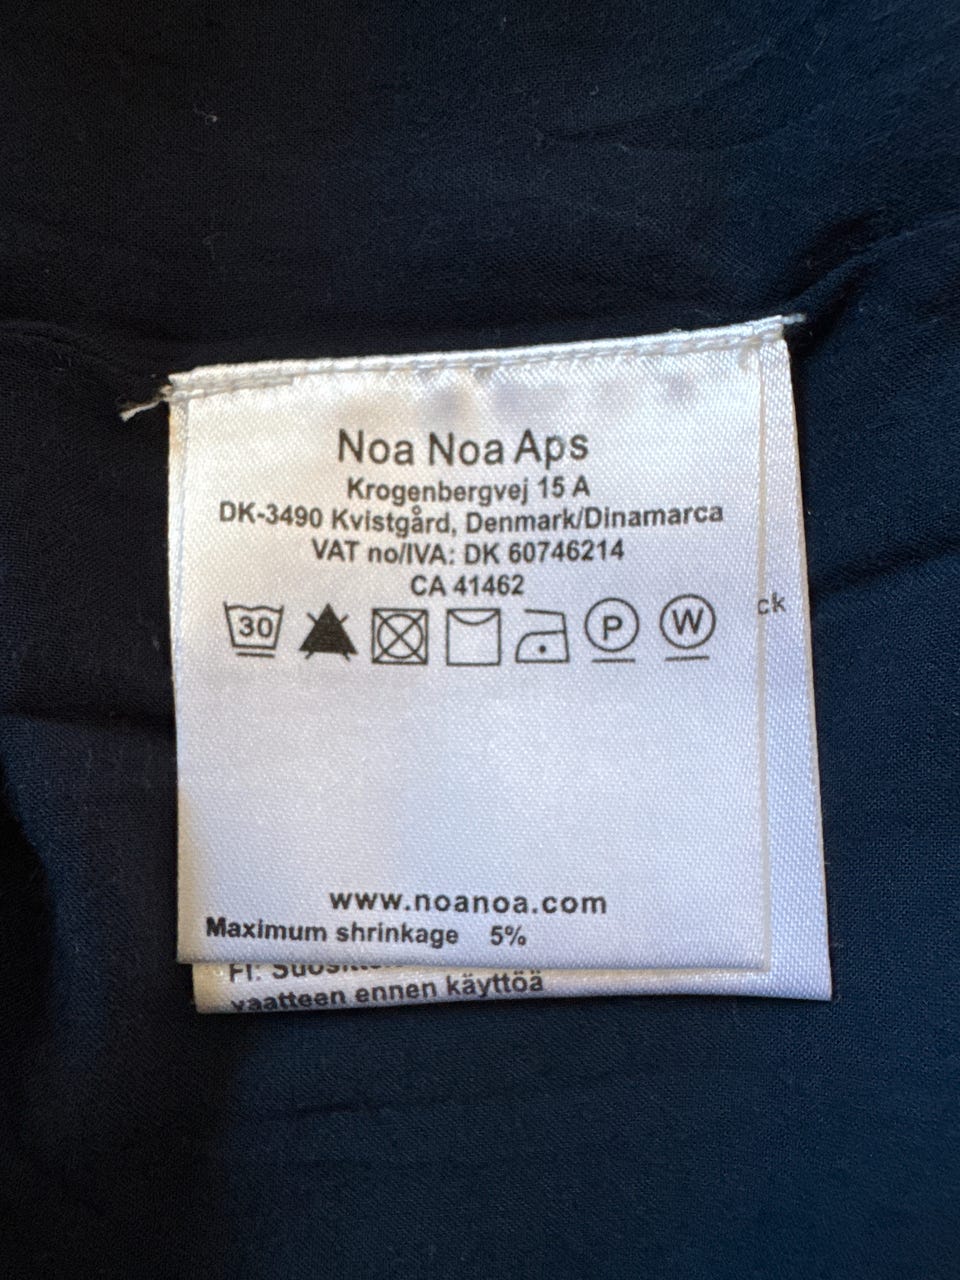 Noa Noa Aps
Krogenbergvej 15 A
DK-3490 Kvistgård, Denmark/Dinamarca
VAT no/IVA: DK 60746214
CA 41462
30
P
W
ck
www.noanoa.com
Maximum shrinkage 5%
FI:
vaatteen ennen käyttöä